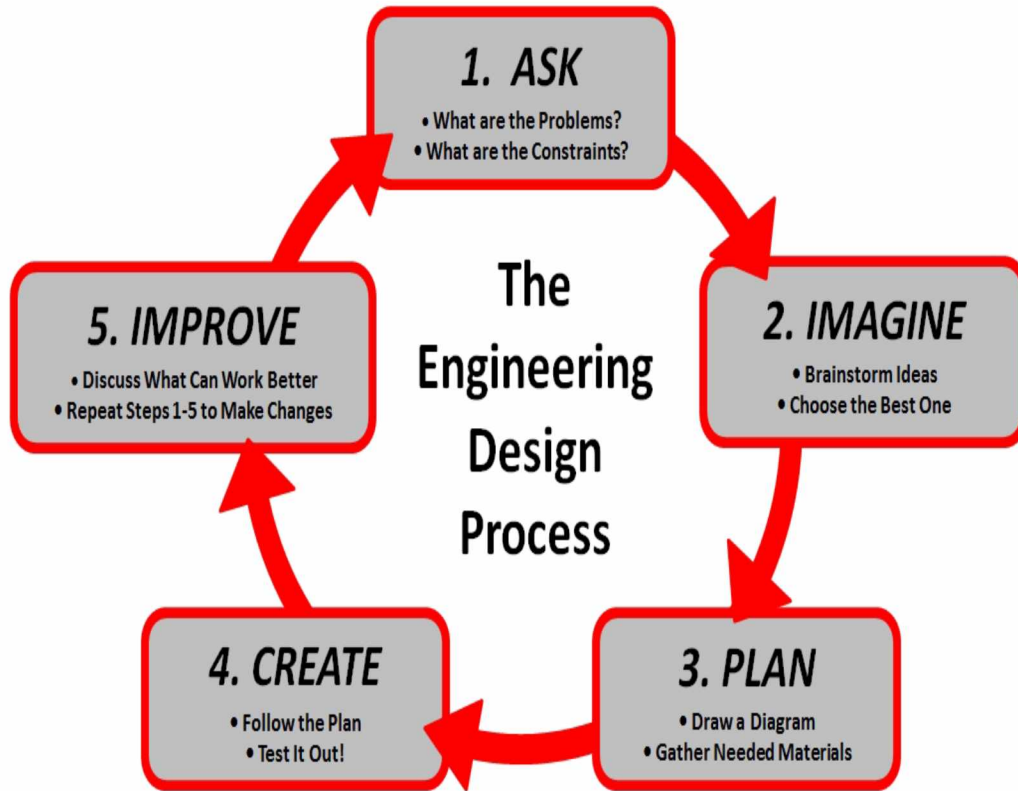 1. ASK
• What are the Problems?
• What are the Constraints?
The
Engineering
Design
Process
2. IMAGINE
• Brainstorm Ideas
• Choose the Best One
3. PLAN
• Draw a Diagram
• Gather Needed Materials
4. CREATE
• Follow the Plan
• Test It Out!
5. IMPROVE
• Discuss What Can Work Better
• Repeat Steps 1-5 to Make Changes